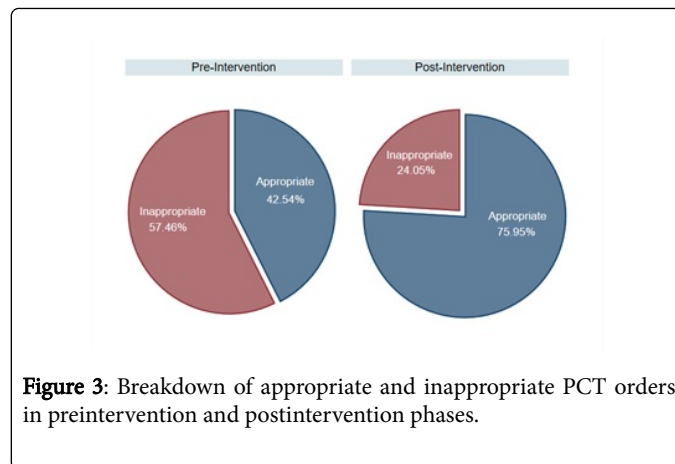 Pre-Intervention
Post-Intervention
Inappropriate
57.46%
Appropriate
42.54%
Inappropriate
24.05%
Appropriate
75.95%
Figure 3: Breakdown of appropriate and inappropriate PCT orders
in preintervention and postintervention phases.